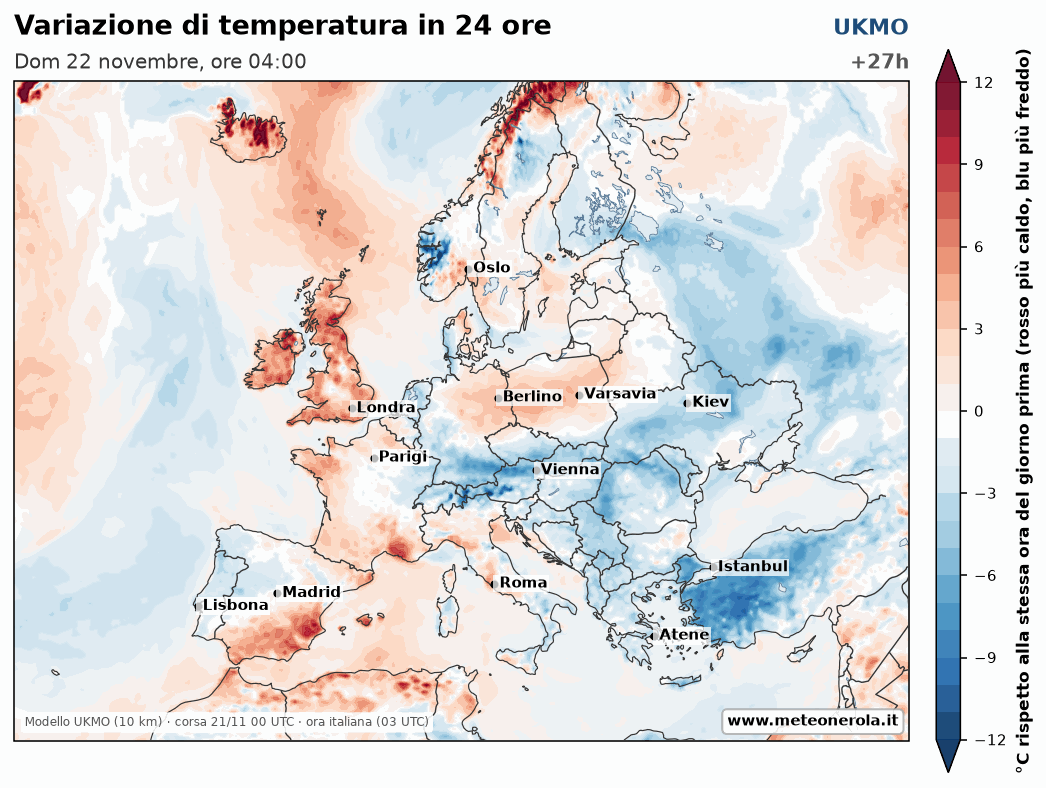 Variazione di temperatura in 24 ore
UKMO
Dom 22 novembre, ore 04:00
+27h
12
9
6
3
0
−3
−6
−9
−12
°C rispetto alla stessa ora del giorno prima (rosso più caldo, blu più freddo)
Oslo
Berlino
Varsavia
Kiev
Londra
Parigi
Vienna
Istanbul
Roma
Madrid
Lisbona
Atene
Modello UKMO (10 km) · corsa 21/11 00 UTC · ora italiana (03 UTC)
www.meteonerola.it